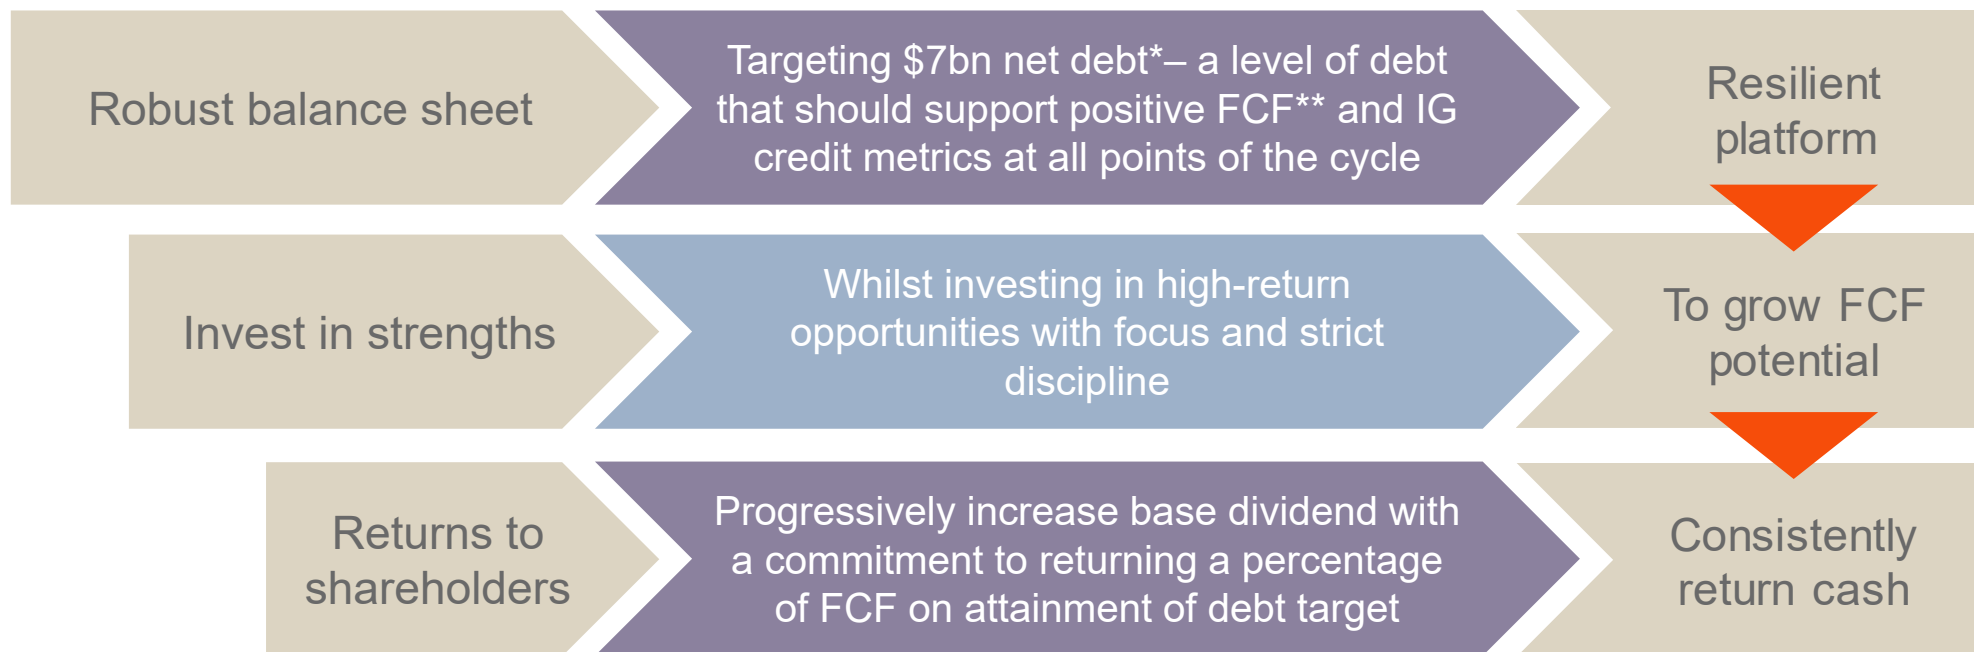 Robust balance sheet
Targeting $7bn net debt*– a level of debt
that should support positive FCF** and IG
credit metrics at all points of the cycle
Resilient
platform
Invest in strengths
Whilst investing in high-return
opportunities with focus and strict
discipline
To grow FCF
potential
Returns to
shareholders
Progressively increase base dividend with
a commitment to returning a percentage
of FCF on attainment of debt target
Consistently
return cash